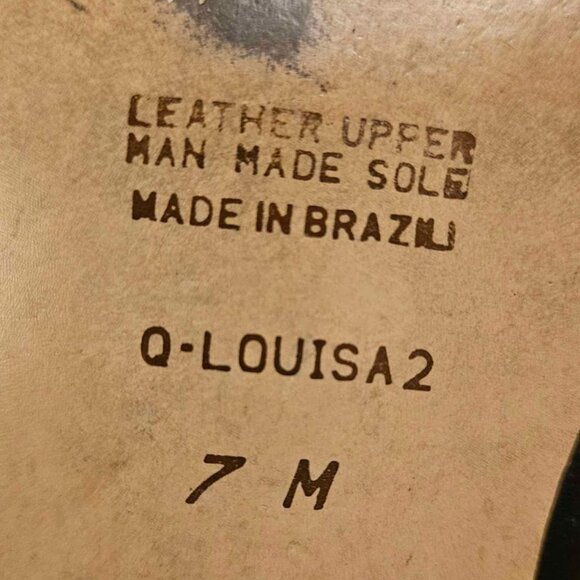 LEATHER UPPER
MAN MADE SOLE
MADE IN BRAZIL
Q-LOUISA2
7 M